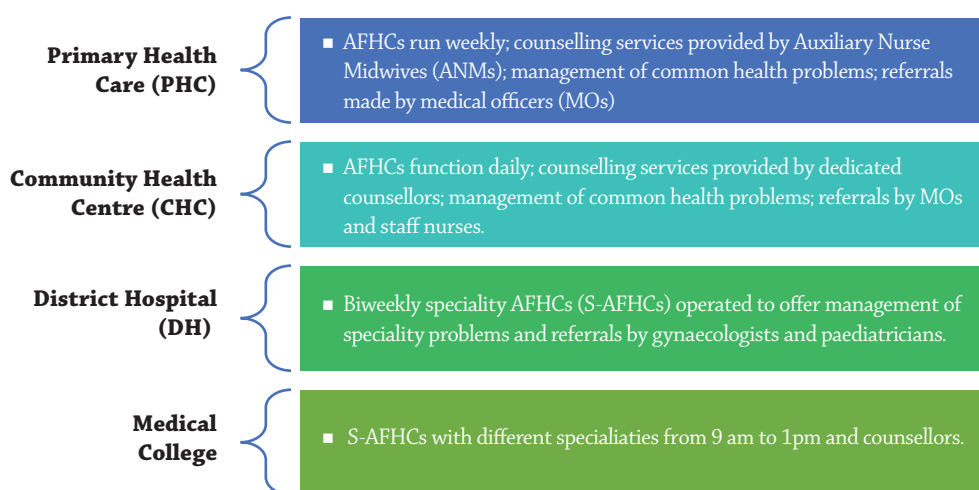 Primary Health
Care (PHC)
▪ AFHCs run weekly; counselling services provided by Auxiliary Nurse
Midwives (ANMs); management of common health problems; referrals
made by medical officers (MOs)
Community Health
Centre (CHC)
▪ AFHCs function daily; counselling services provided by dedicated
counsellors; management of common health problems; referrals by MOs
and staff nurses.
District Hospital
(DH)
▪ Biweekly speciality AFHCs (S-AFHCs) operated to offer management of
speciality problems and referrals by gynaecologists and paediatricians.
Medical
College
▪ S-AFHCs with different specialiaties from 9 am to 1pm and counsellors.